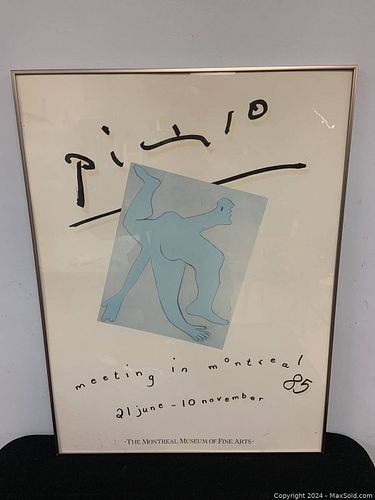 picasso
meeting in montreal
85
21 june - 10 november
·THE MONTREAL MUSEUM OF FINE ARTS·
Copyright 2024 - MaxSold.com